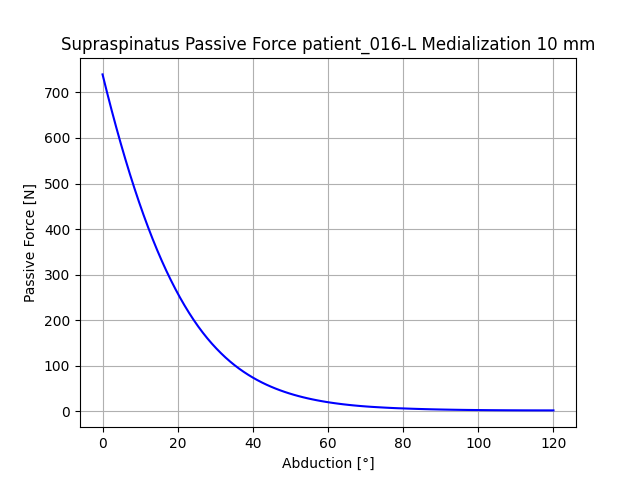 Supraspinatus Passive Force patient_016-L Medialization 10 mm
Passive Force [N]
700
600
500
400
300
200
100
0
0 20 40 60 80 100 120
Abduction [°]